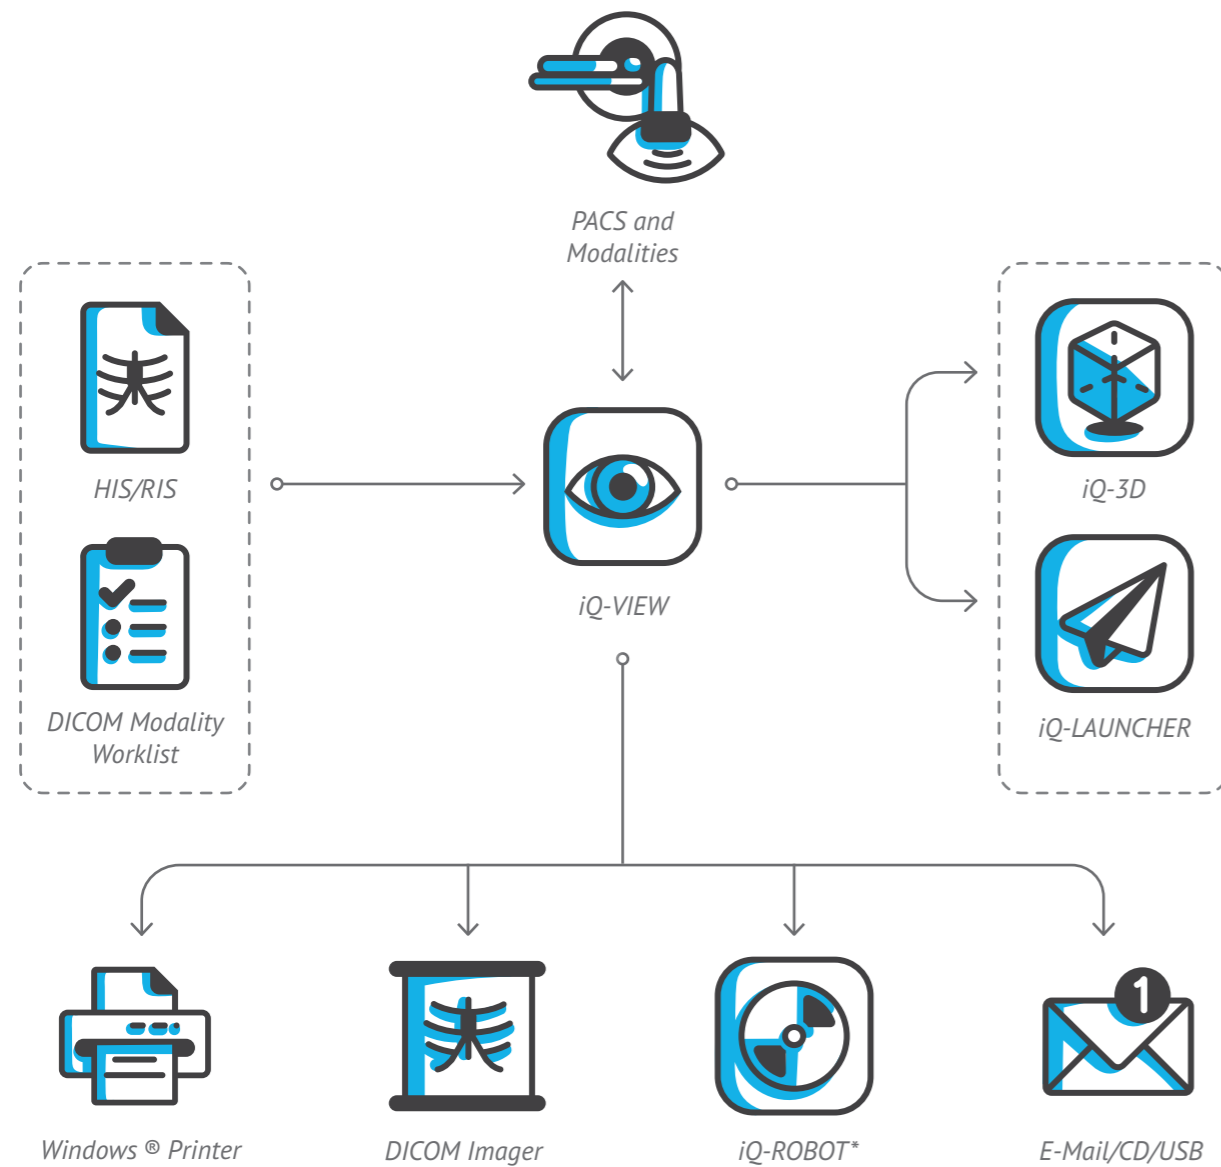 PACS and
Modalities
HIS/RIS
iQ-3D
iQ-VIEW
DICOM Modality
Worklist
iQ-LAUNCHER
1
Windows ® Printer
DICOM Imager
iQ-ROBOT*
E-Mail/CD/USB